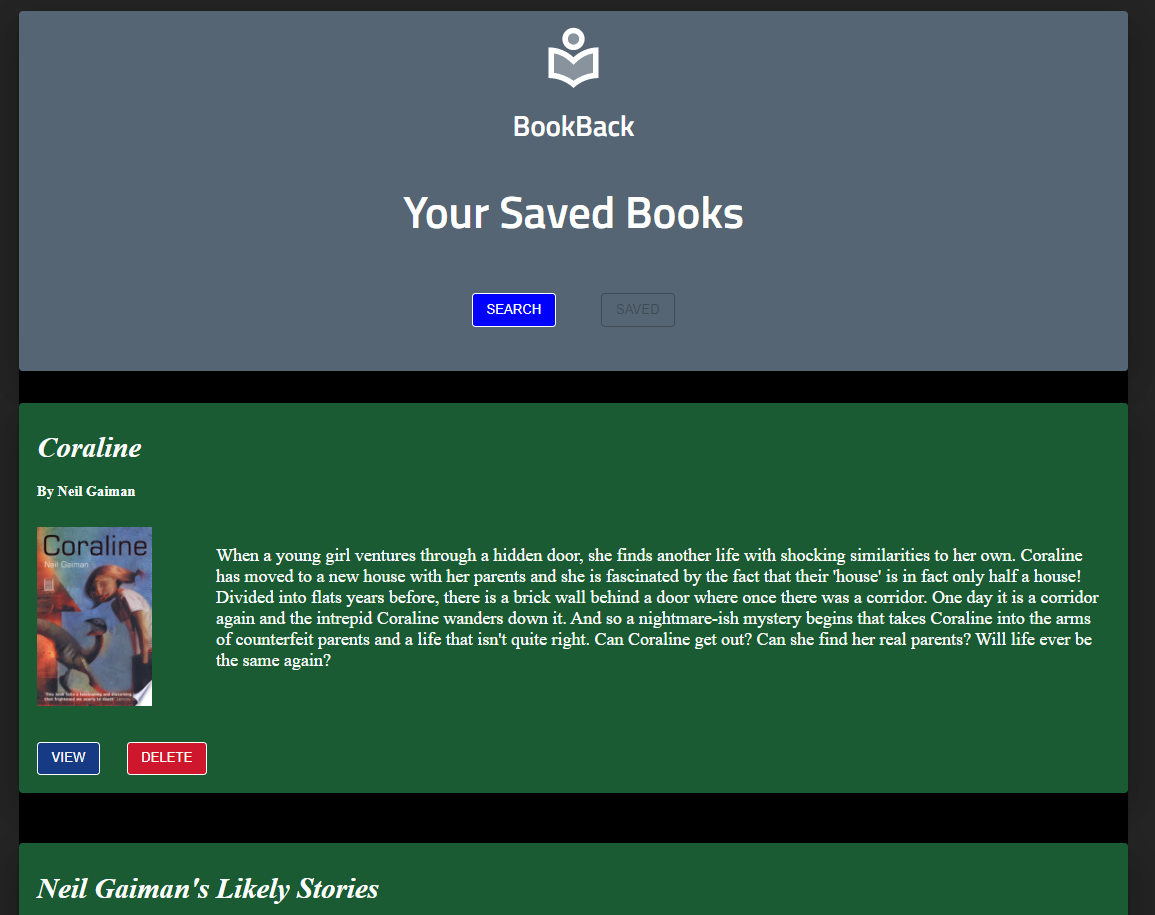 BookBack
Your Saved Books
SEARCH
SAVED
Coraline
By Neil Gaiman
Coraline
Neil Gaiman
When a young girl ventures through a hidden door, she finds another life with shocking similarities to her own. Coraline
has moved to a new house with her parents and she is fascinated by the fact that their 'house' is in fact only half a house!
Divided into flats years before, there is a brick wall behind a door where once there was a corridor. One day it is a corridor
again and the intrepid Coraline wanders down it. And so a nightmare-ish mystery begins that takes Coraline into the arms
of counterfeit parents and a life that isn't quite right. Can Coraline get out? Can she find her real parents? Will life ever be
the same again?
VIEW
DELETE
Neil Gaiman's Likely Stories